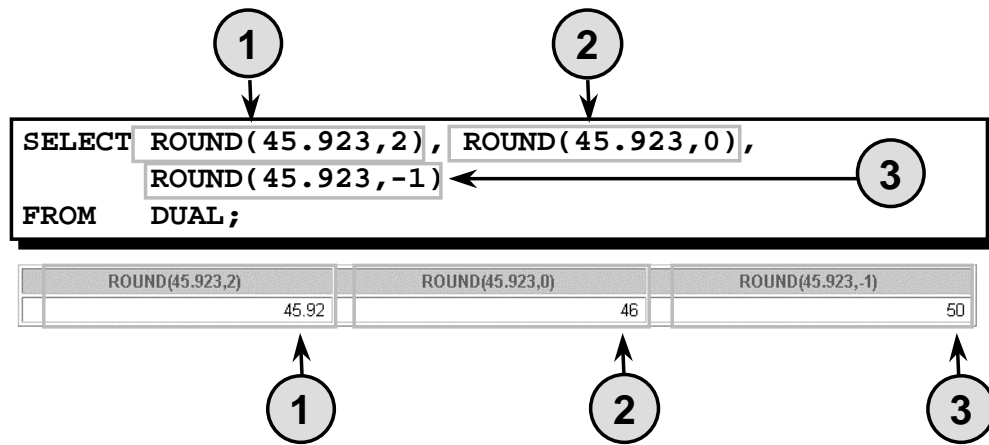 1
2
SELECT ROUND(45.923,2), ROUND(45.923,0),
ROUND(45.923,-1)
3
FROM DUAL;
ROUND(45.923,2) ROUND(45.923,0) ROUND(45.923,-1)
45.92 46 50
1
2
3